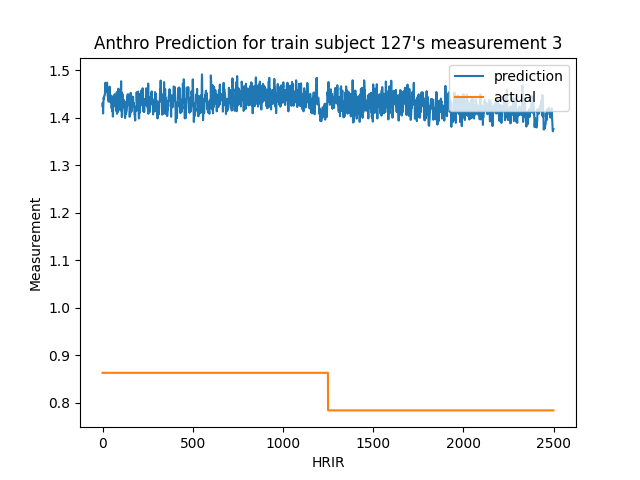 Anthro Prediction for train subject 127's measurement 3
prediction
actual
Measurement
1.5
1.4
1.3
1.2
1.1
1.0
0.9
0.8
0 500 1000 1500 2000 2500
HRIR